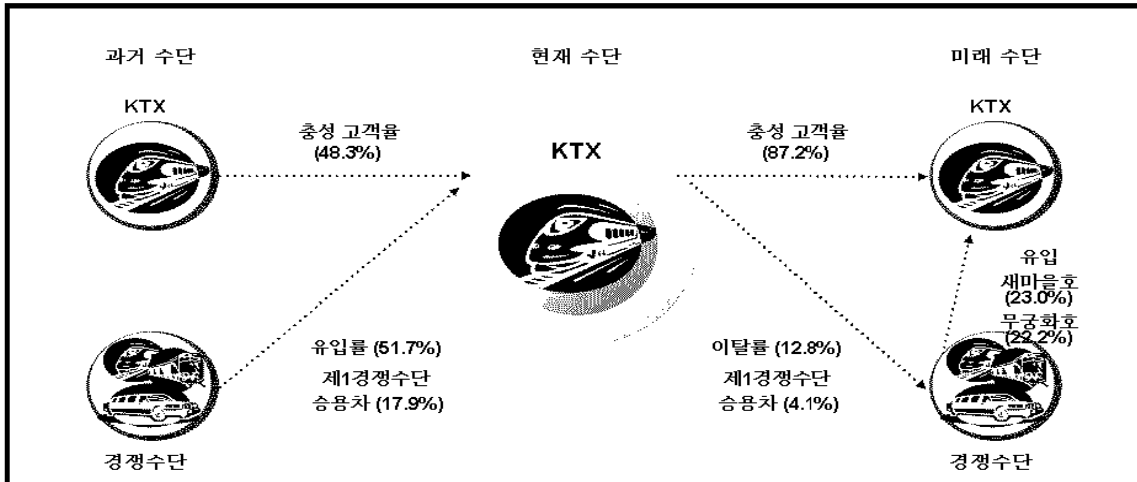 과거 수단
현재 수단
미래 수단
KTX
충성 고객율
(48.3%)
KTX
충성 고객율
(87.2%)
KTX
유입
새마을호
(23.0%)
무궁화호
(22.2%)
유입률 (51.7%)
제1경쟁수단
승용차 (17.9%)
이탈률 (12.8%)
제1경쟁수단
승용차 (4.1%)
경쟁수단
경쟁수단